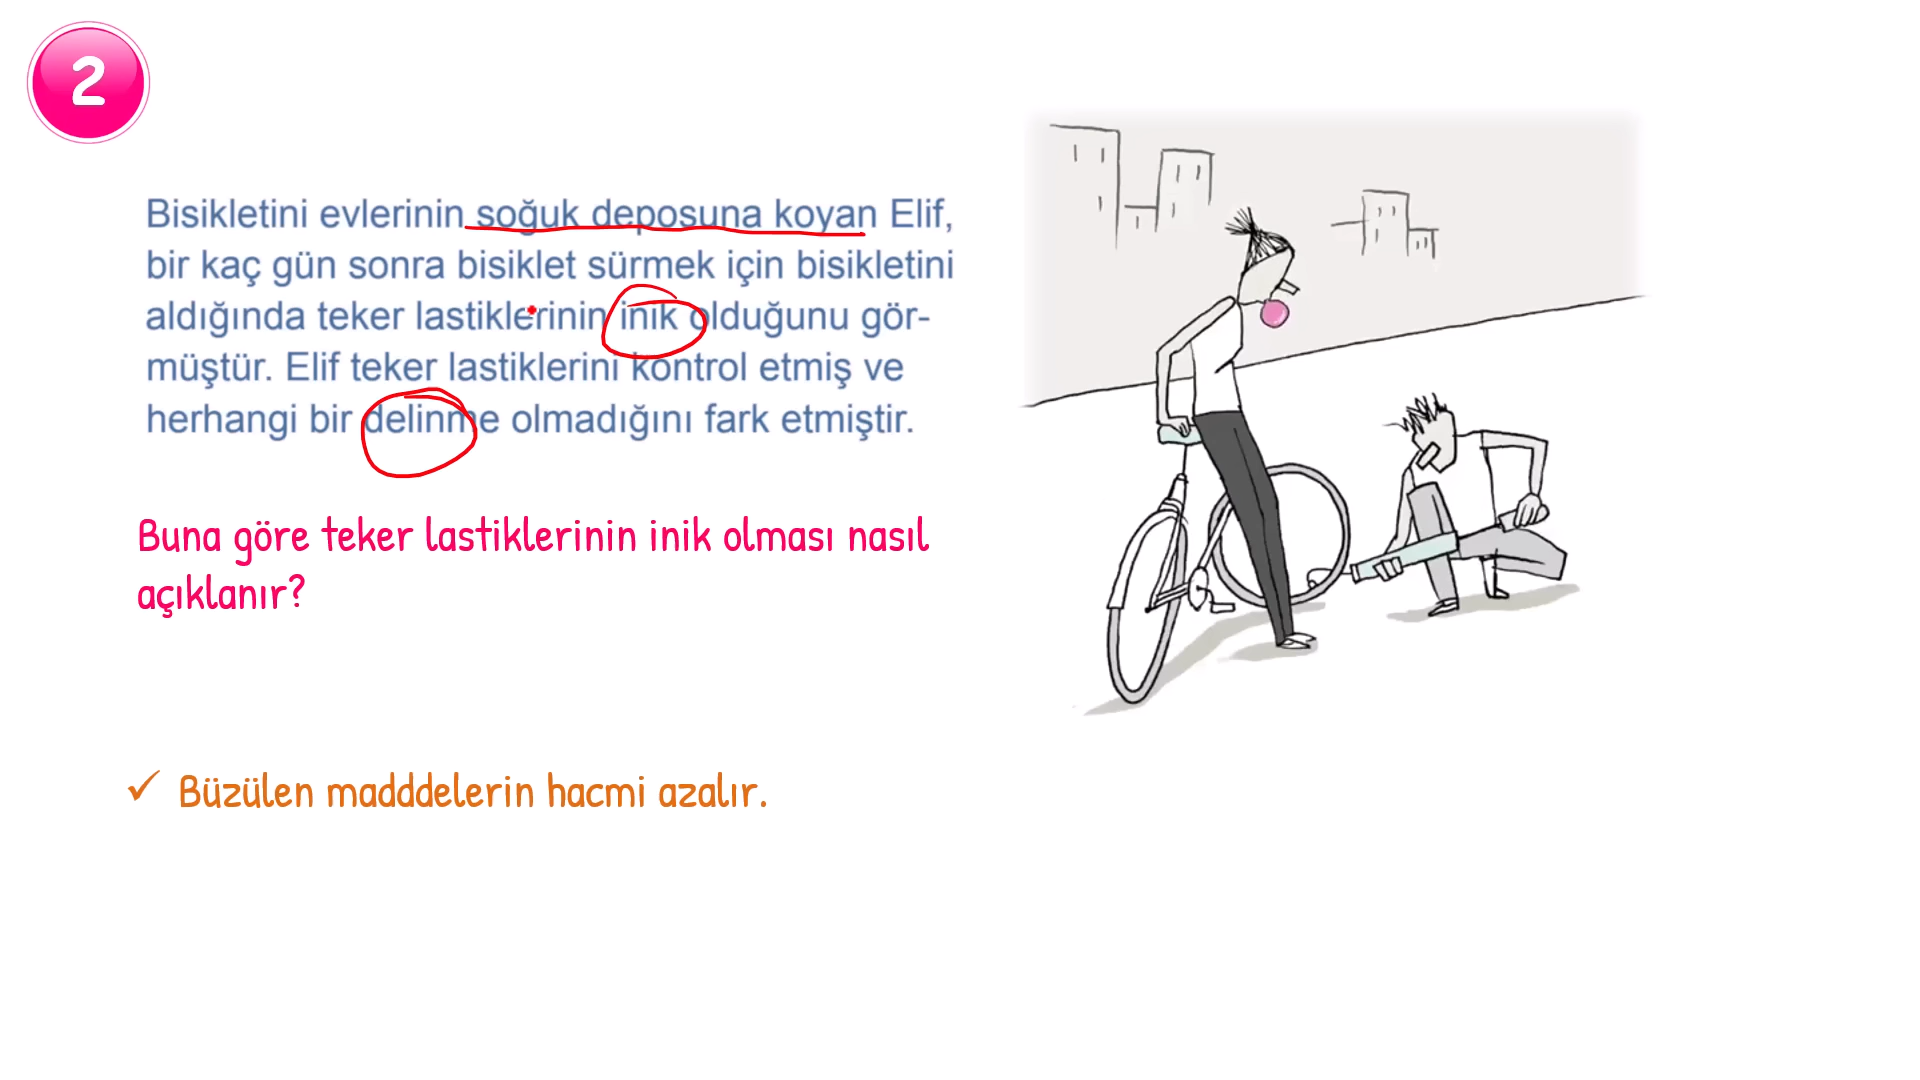 2
Bisikletini evlerinin soğuk deposuna koyan Elif,
bir kaç gün sonra bisiklet sürmek için bisikletini
aldığında teker lastiklerinin inik olduğunu gör-
müştür. Elif teker lastiklerini kontrol etmiş ve
herhangi bir delinme olmadığını fark etmiştir.
Buna göre teker lastiklerinin inik olması nasıl
açıklanır?
✓ Büzülen madddelerin hacmi azalır.